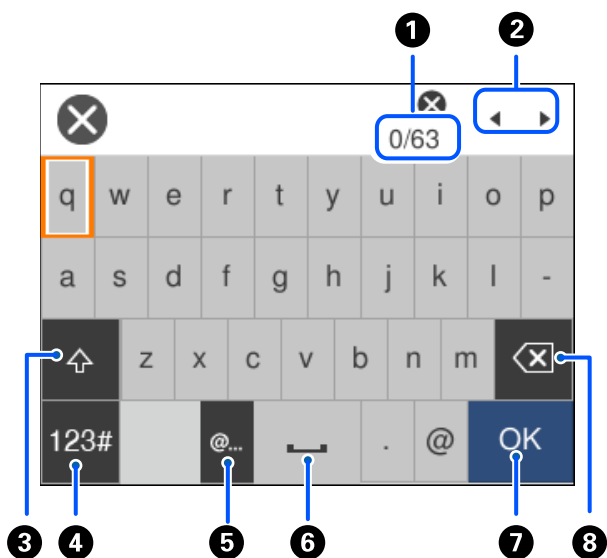 1 2
0/63
q w e r t y u i o p
a s d f g h j k l -
z x c v b n m
123# @... . @ OK
3 4 5 6 7 8